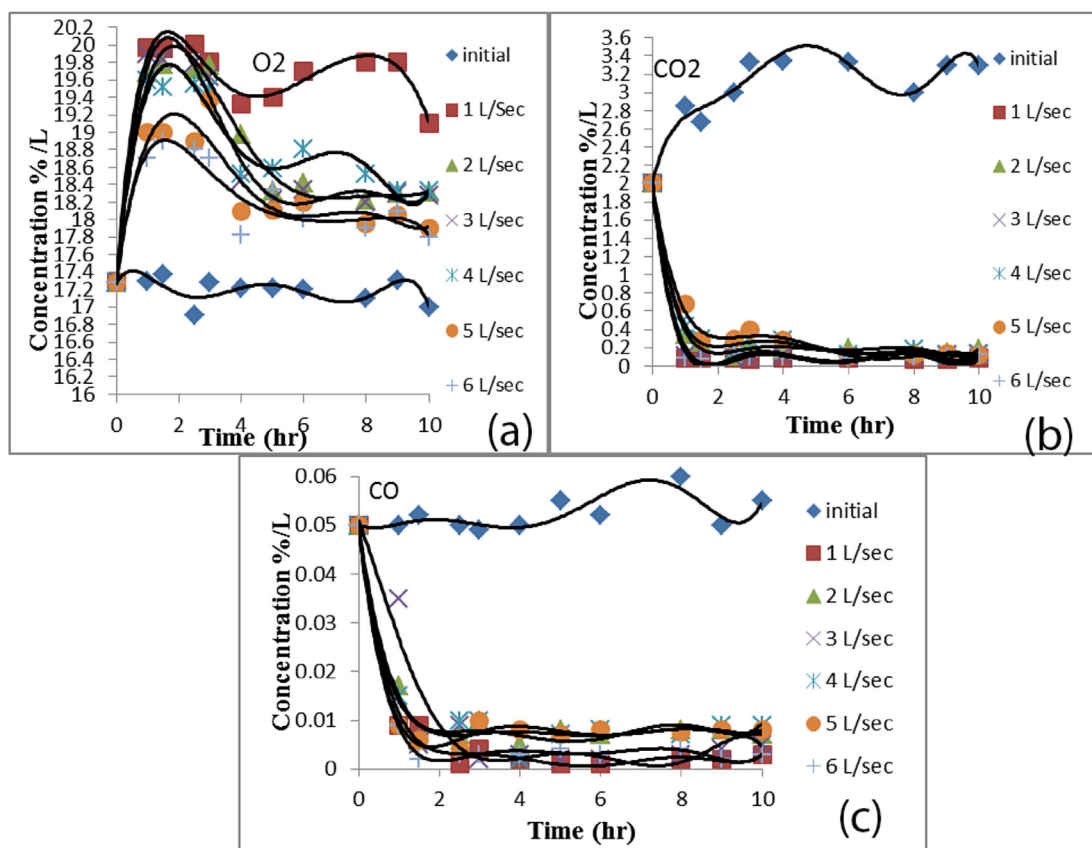 O2
Concentration %/L
20.2
20
19.8
19.6
19.4
19.2
19
18.8
18.6
18.4
18.2
18
17.8
17.6
17.4
17.2
17
16.8
16.6
16.4
16.2
16
0 2 4 6 8 10
Time (hr)
initial
1 L/sec
2 L/sec
3 L/sec
4 L/sec
5 L/sec
6 L/sec
(a)
CO2
Concentration %/L
3.6
3.4
3.2
3
2.8
2.6
2.4
2.2
2
1.8
1.6
1.4
1.2
1
0.8
0.6
0.4
0.2
0
0 2 4 6 8 10
Time (hr)
initial
1 L/sec
2 L/sec
3 L/sec
4 L/sec
5 L/sec
6 L/sec
(b)
CO
Concentration %/L
0.06
0.05
0.04
0.03
0.02
0.01
0
0 2 4 6 8 10
Time (hr)
initial
1 L/sec
2 L/sec
3 L/sec
4 L/sec
5 L/sec
6 L/sec
(c)